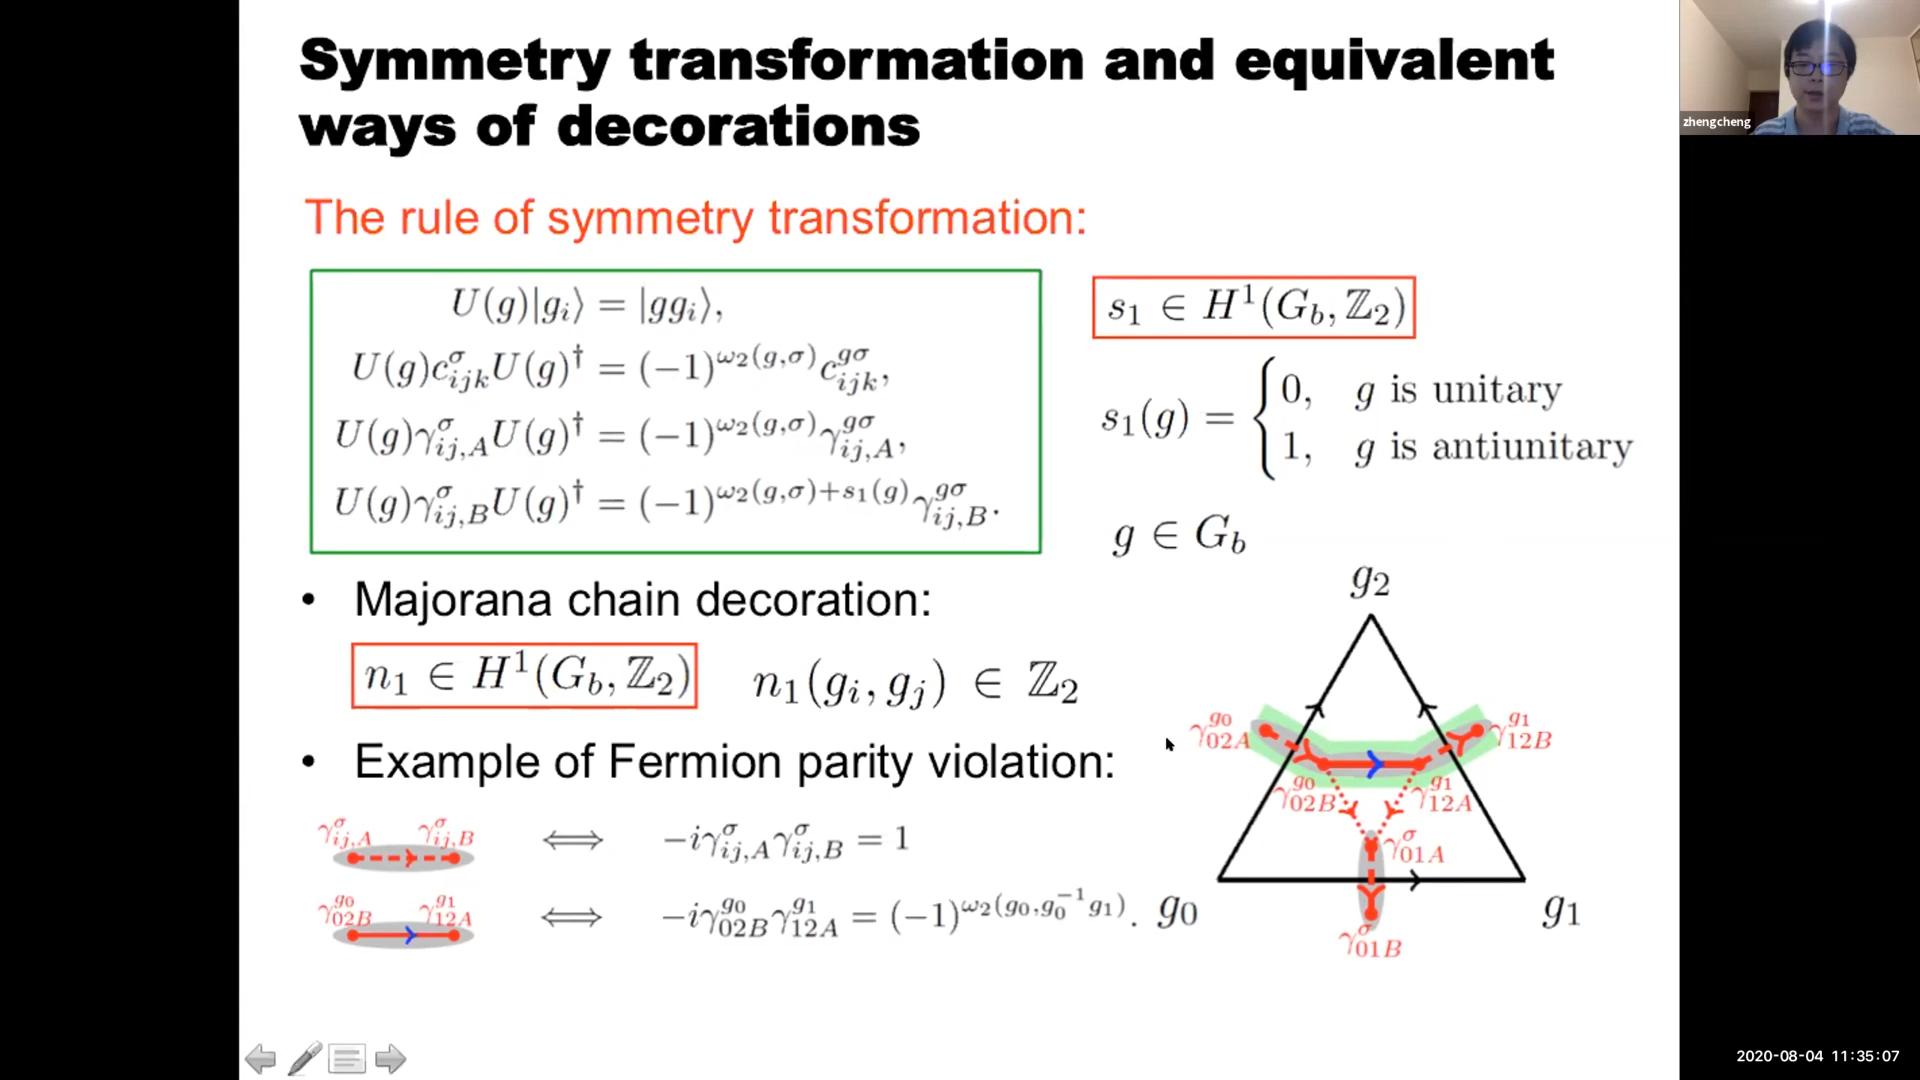 Symmetry transformation and equivalent
ways of decorations
zhengcheng
The rule of symmetry transformation:
U(g)|g_i⟩ = |gg_i⟩,
U(g)c^σ_{ijk}U(g)^† = (−1)^{ω_2(g,σ)} c^{gσ}_{ijk},
U(g)γ^σ_{ij,A}U(g)^† = (−1)^{ω_2(g,σ)} γ^{gσ}_{ij,A},
U(g)γ^σ_{ij,B}U(g)^† = (−1)^{ω_2(g,σ)+s_1(g)} γ^{gσ}_{ij,B}.
s_1 ∈ H^1(G_b, ℤ_2)
s_1(g) = { 0, g is unitary
1, g is antiunitary
g ∈ G_b
• Majorana chain decoration:
n_1 ∈ H^1(G_b, ℤ_2) n_1(g_i, g_j) ∈ ℤ_2
• Example of Fermion parity violation:
γ^σ_{ij,A} γ^σ_{ij,B} ⟺ −iγ^σ_{ij,A}γ^σ_{ij,B} = 1
γ^{g_0}_{02B} γ^{g_1}_{12A} ⟺ −iγ^{g_0}_{02B}γ^{g_1}_{12A} = (−1)^{ω_2(g_0,g_0^{−1}g_1)}.
g_2
γ^{g_0}_{02A} γ^{g_1}_{12B}
γ^{g_0}_{02B} γ^{g_1}_{12A}
γ^σ_{01A}
g_0 g_1
γ^σ_{01B}
2020-08-04 11:35:07